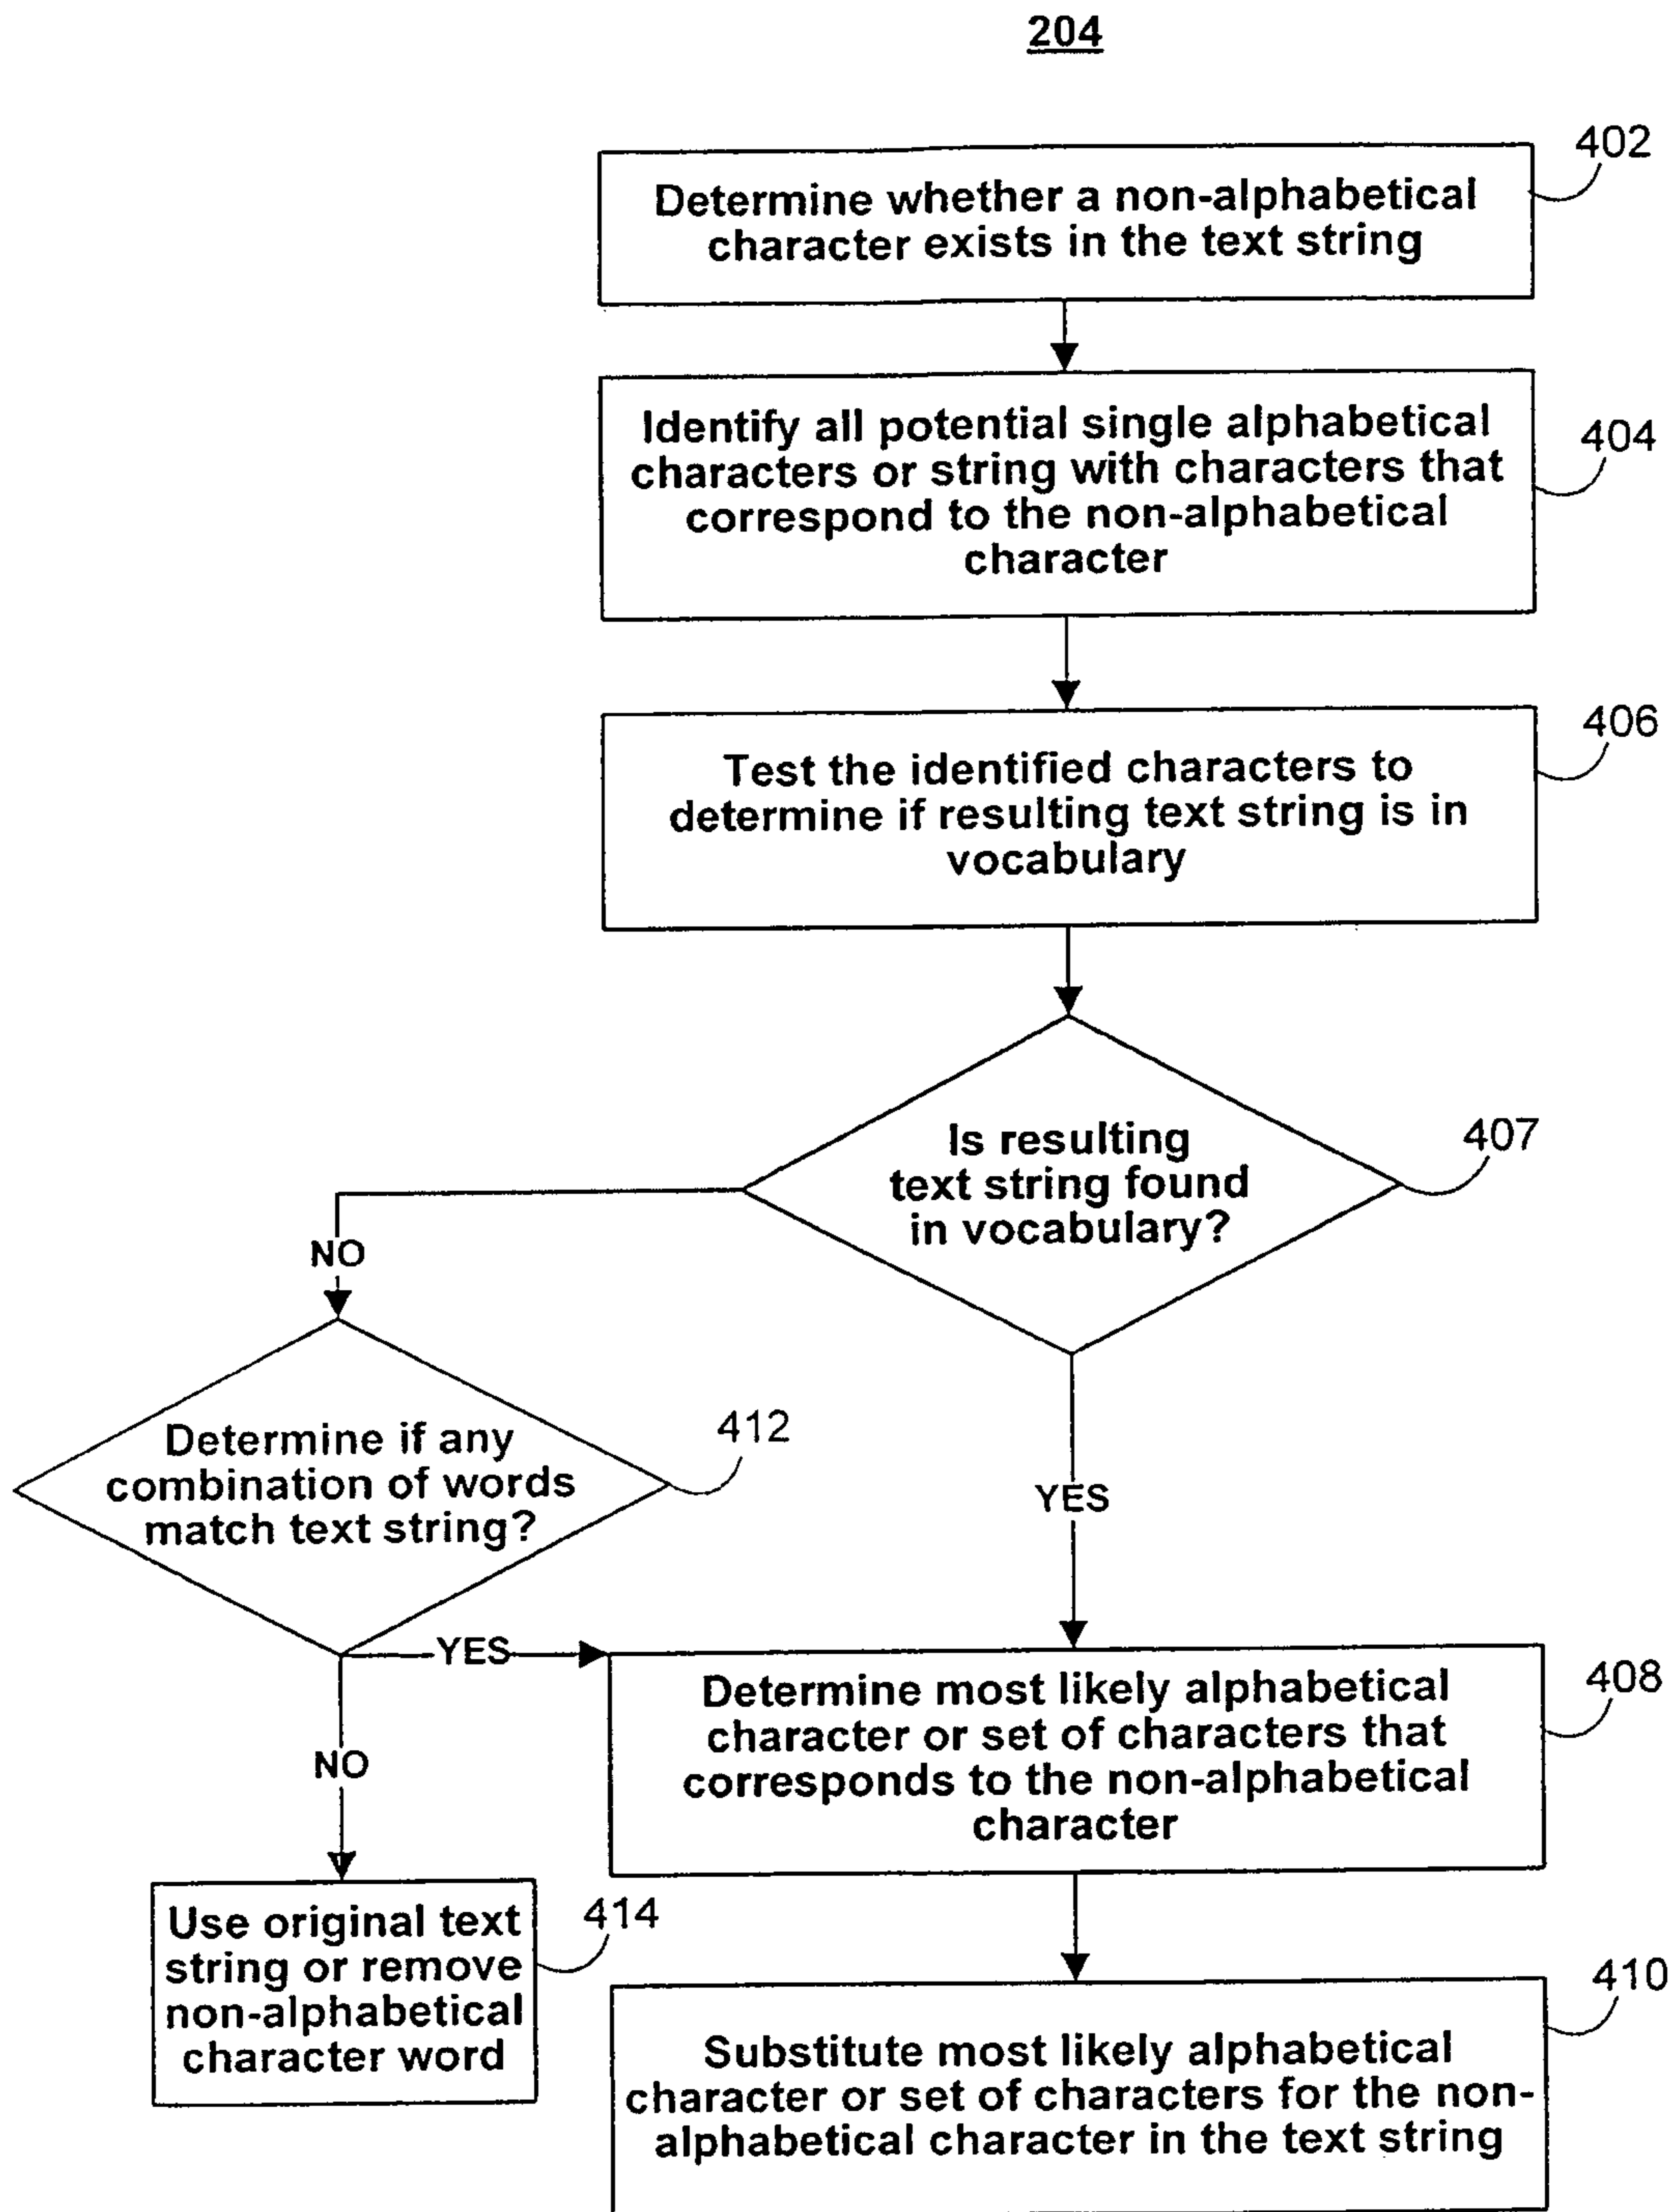 204
402
Determine whether a non-alphabetical
character exists in the text string
404
Identify all potential single alphabetical
characters or string with characters that
correspond to the non-alphabetical
character
406
Test the identified characters to
determine if resulting text string is in
vocabulary
407
Is resulting
text string found
in vocabulary?
NO
412
Determine if any
combination of words
match text string?
YES
YES
408
Determine most likely alphabetical
character or set of characters that
corresponds to the non-alphabetical
character
NO
414
Use original text
string or remove
non-alphabetical
character word
410
Substitute most likely alphabetical
character or set of characters for the non-
alphabetical character in the text string